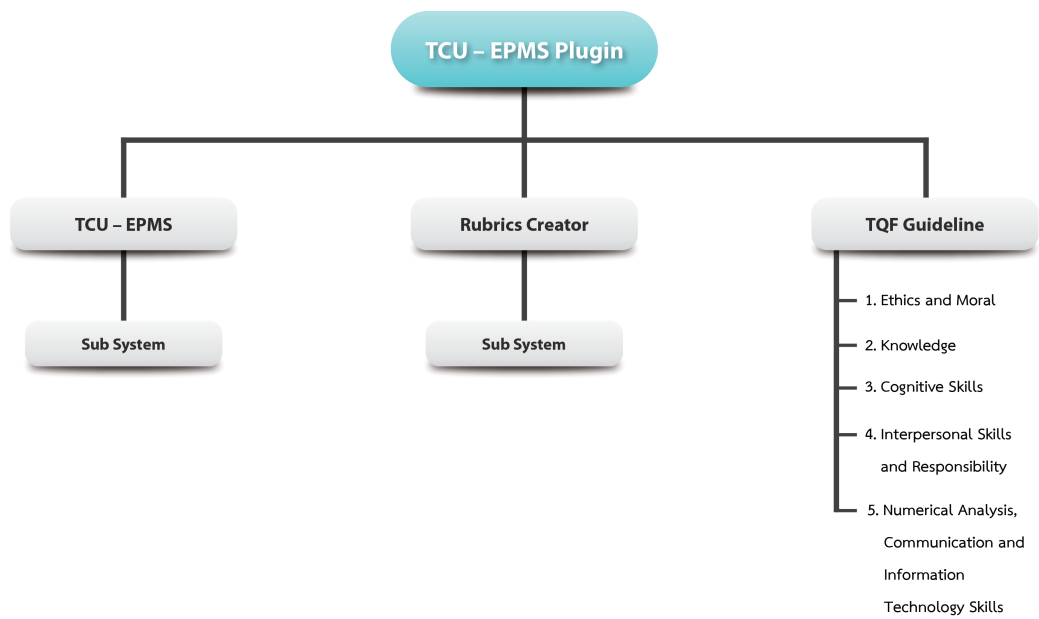 TCU – EPMS Plugin
TCU – EPMS
Rubrics Creator
TQF Guideline
Sub System
Sub System
1. Ethics and Moral
2. Knowledge
3. Cognitive Skills
4. Interpersonal Skills
and Responsibility
5. Numerical Analysis,
Communication and
Information
Technology Skills